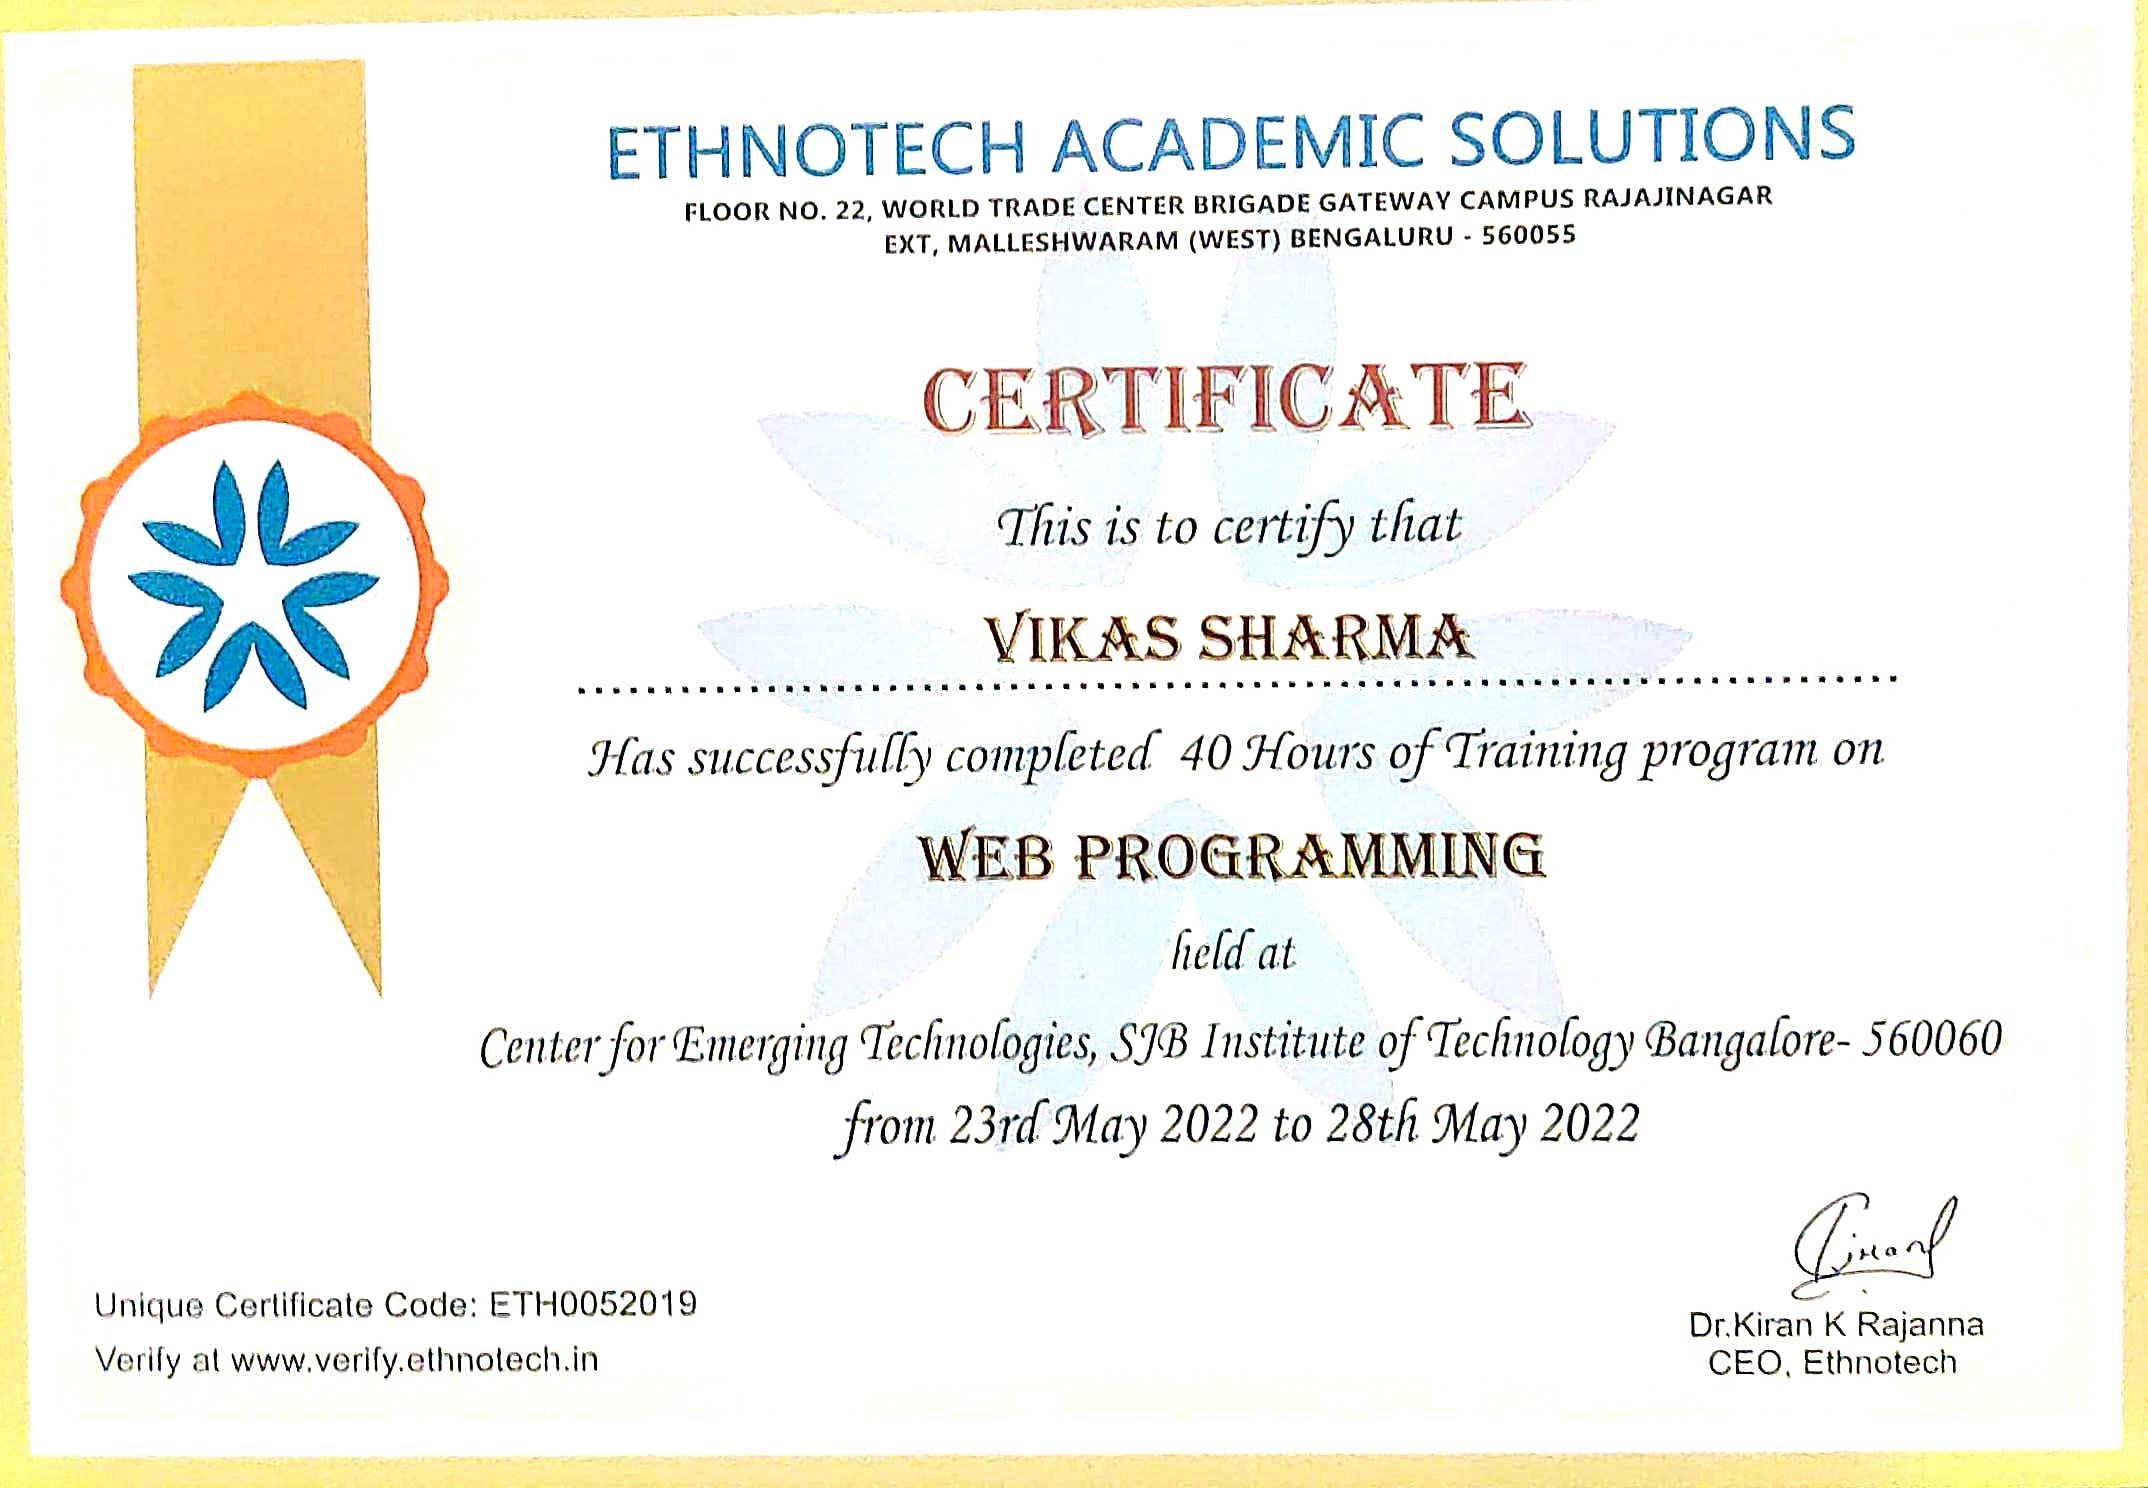 ETHNOTECH ACADEMIC SOLUTIONS
FLOOR NO. 22, WORLD TRADE CENTER BRIGADE GATEWAY CAMPUS RAJAJINAGAR
EXT, MALLESHWARAM (WEST) BENGALURU - 560055
CERTIFICATE
This is to certify that
VIKAS SHARMA
Has successfully completed 40 Hours of Training program on
WEB PROGRAMMING
held at
Center for Emerging Technologies, SJB Institute of Technology Bangalore- 560060
from 23rd May 2022 to 28th May 2022
Unique Certificate Code: ETH0052019
Verify at www.verify.ethnotech.in
Dr.Kiran K Rajanna
CEO, Ethnotech